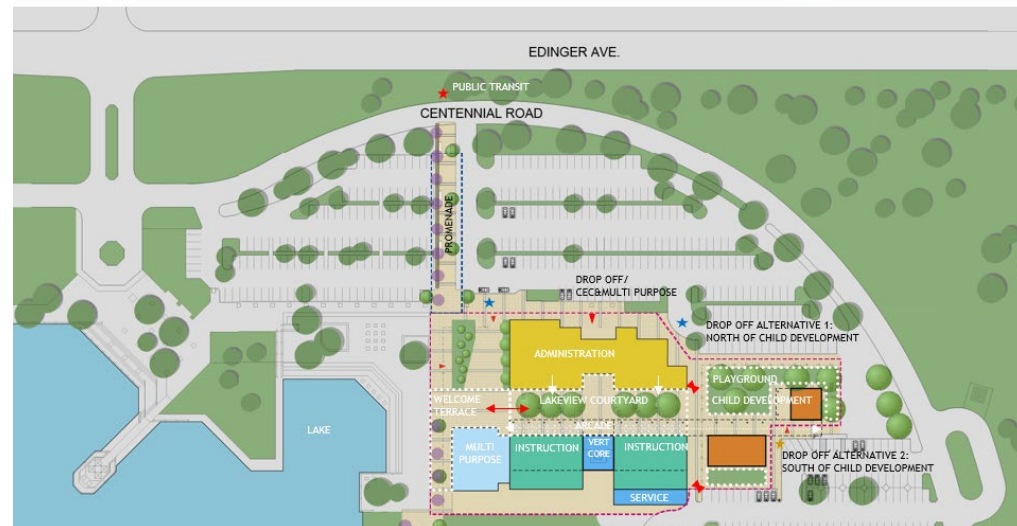 EDINGER AVE.
PUBLIC TRANSIT
CENTENNIAL ROAD
PROMENADE
DROP OFF/
CEC&MULTI PURPOSE
DROP OFF ALTERNATIVE 1:
NORTH OF CHILD DEVELOPMENT
ADMINISTRATION
PLAYGROUND
WELCOME
TERRACE
LAKEVIEW COURTYARD
CHILD DEVELOPMENT
ARCADE
LAKE
MULTI
PURPOSE
INSTRUCTION
VERT
CORE
INSTRUCTION
DROP OFF ALTERNATIVE 2:
SOUTH OF CHILD DEVELOPMENT
SERVICE